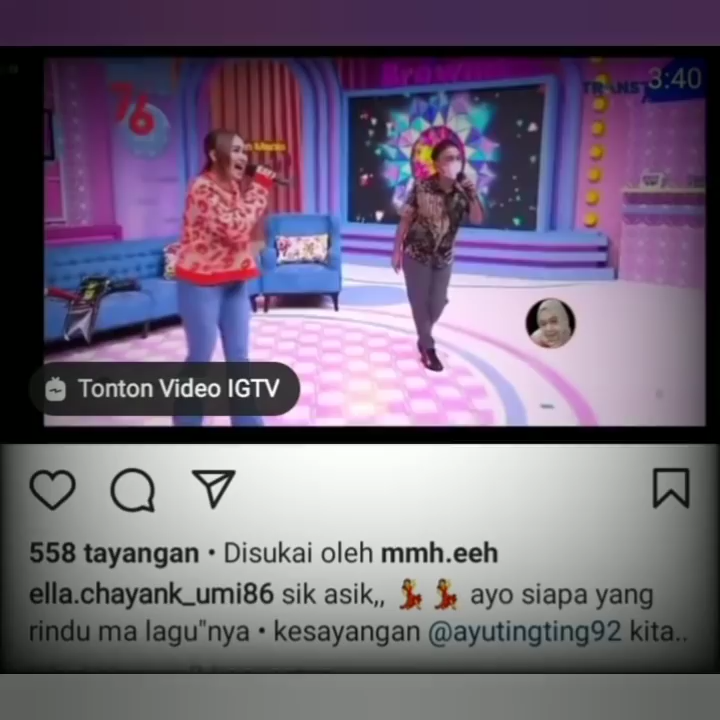 76
Brownis
TRANS7
3:40
Tonton Video IGTV
558 tayangan • Disukai oleh mmh.eeh
ella.chayank_umi86 sik asik,, 💃💃 ayo siapa yang
rindu ma lagu"nya • kesayangan @ayutingting92 kita..